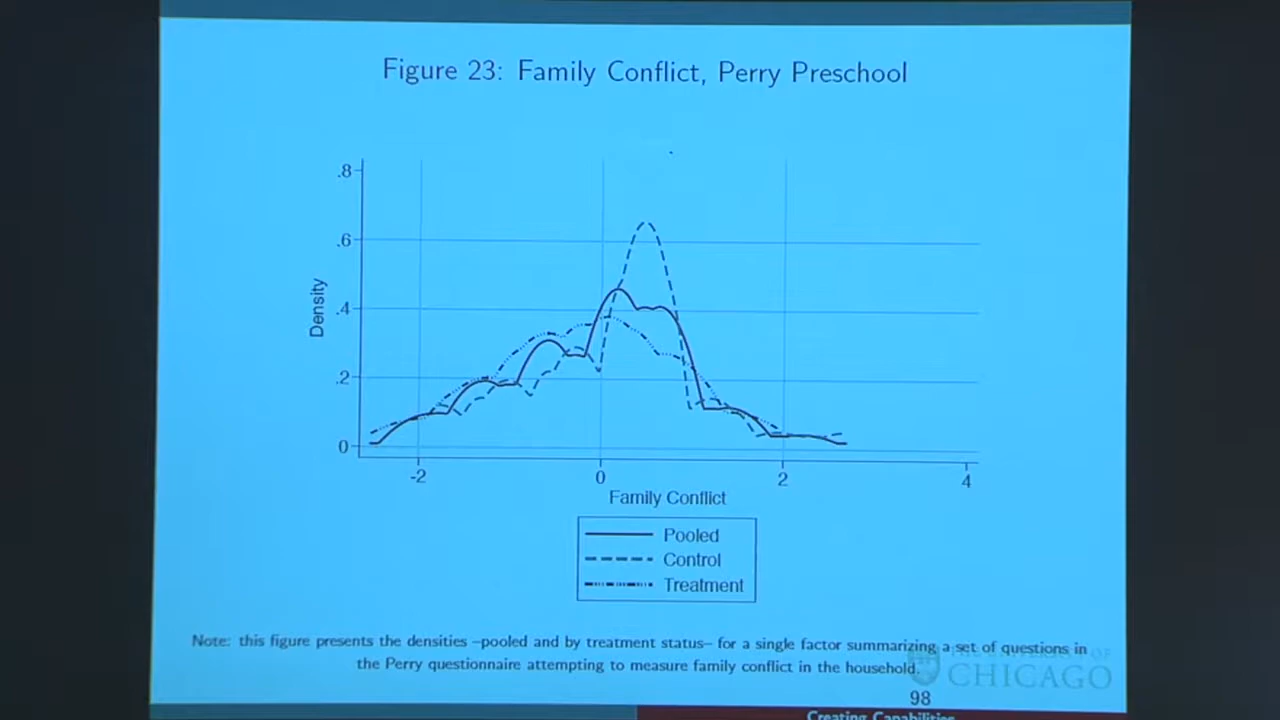 Figure 23: Family Conflict, Perry Preschool
.8
.6
.4
.2
0
Density
-2
0
2
4
Family Conflict
Pooled
Control
Treatment
Note: this figure presents the densities –pooled and by treatment status– for a single factor summarizing a set of questions in
the Perry questionnaire attempting to measure family conflict in the household.
CHICAGO
98
Creating Capabilities